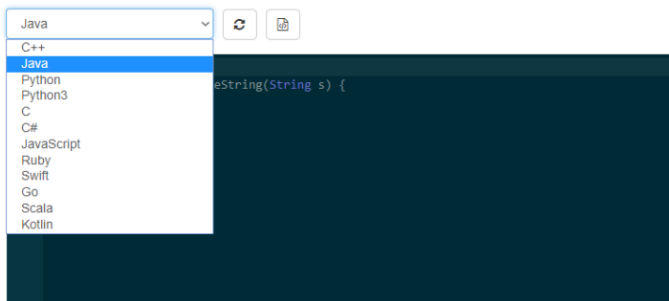 Java
C++
Java
Python
Python3
C
C#
JavaScript
Ruby
Swift
Go
Scala
Kotlin
eString(String s) {